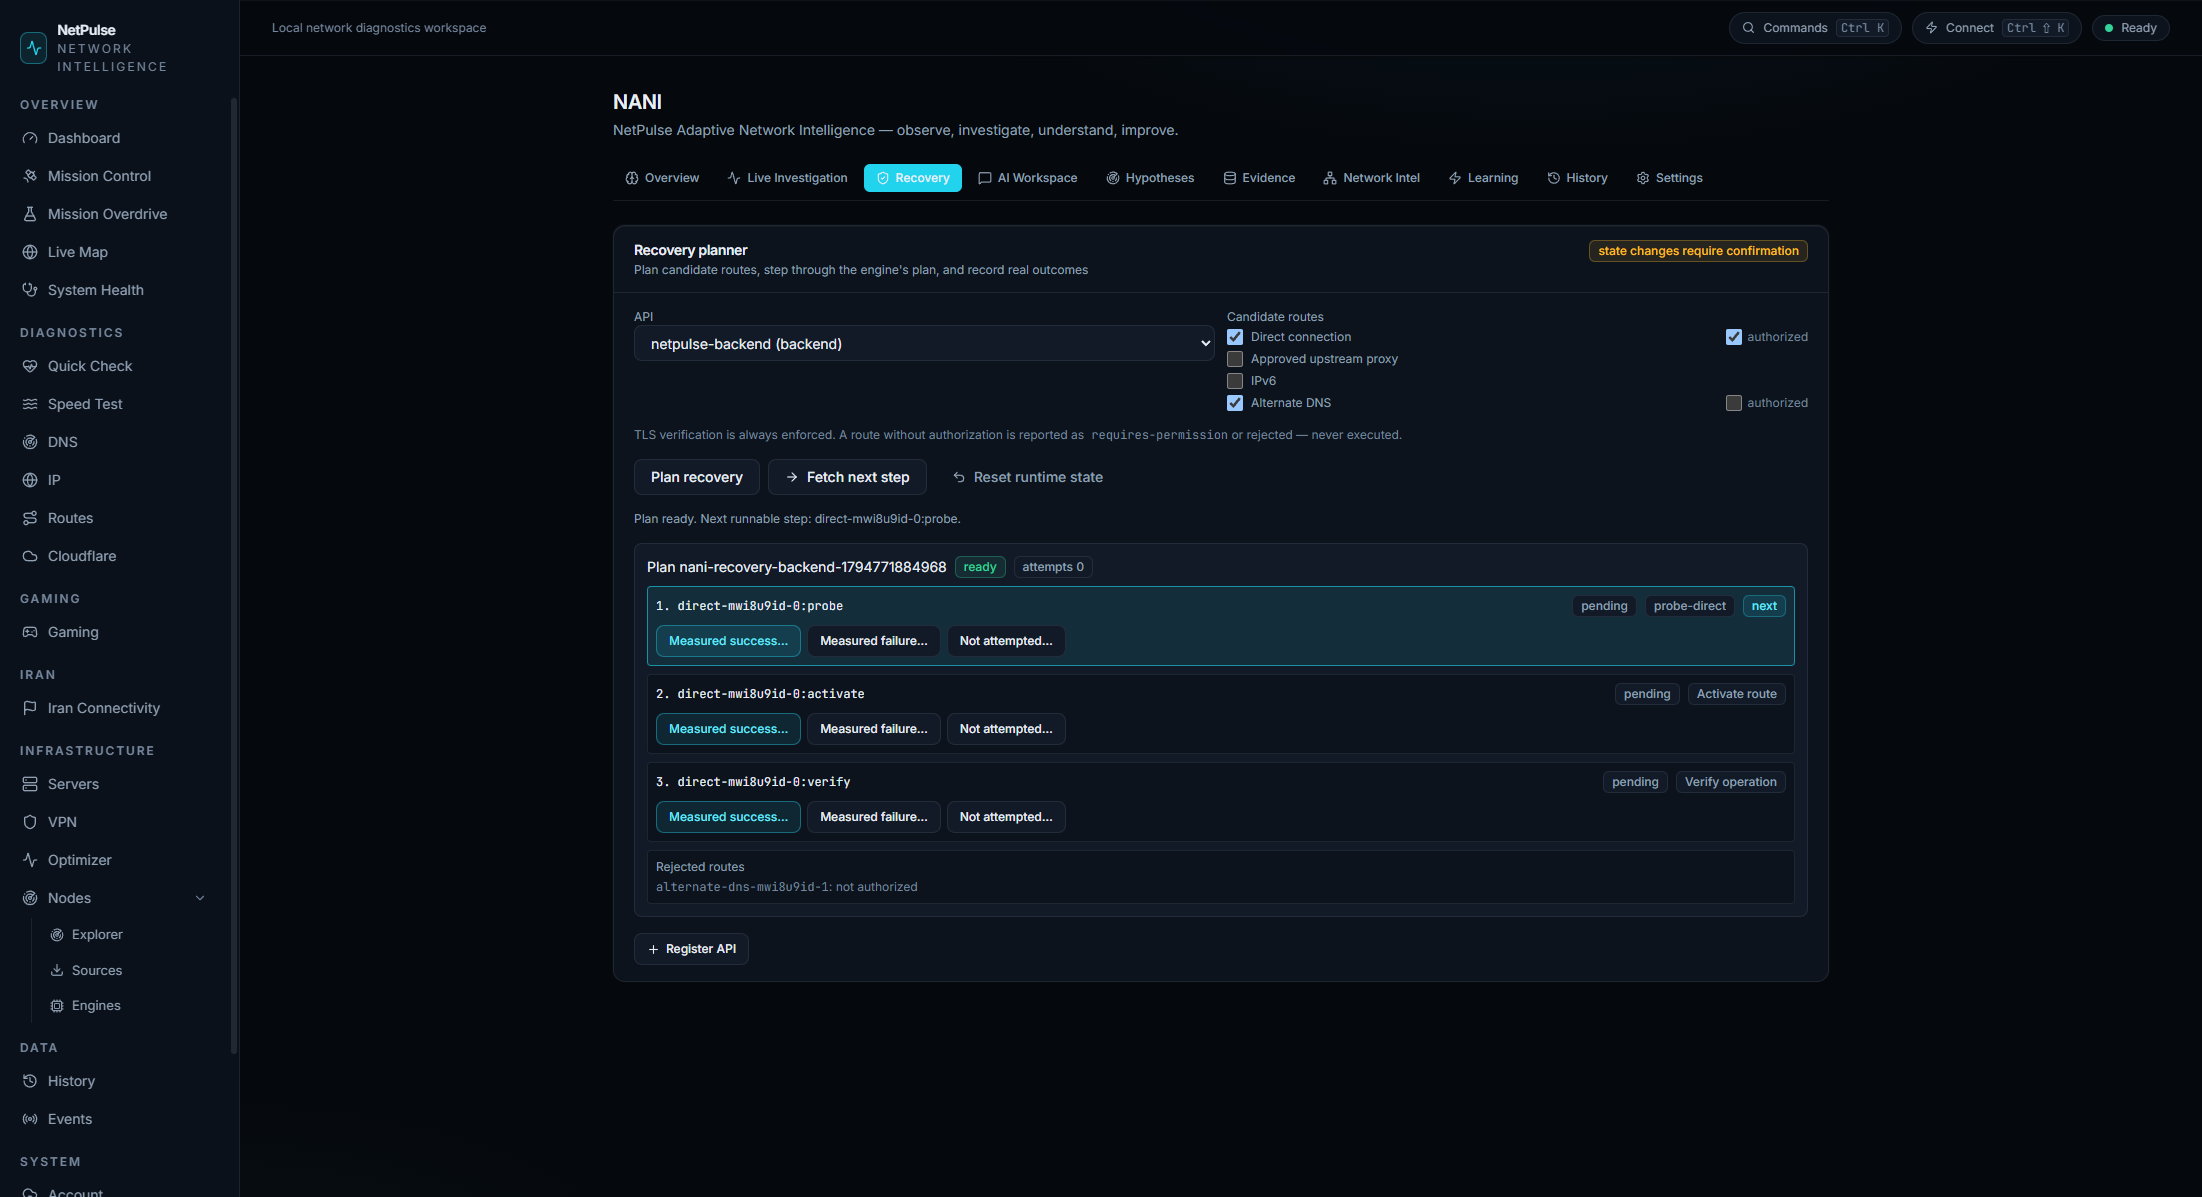 NetPulse
NETWORK
INTELLIGENCE
OVERVIEW
Dashboard
Mission Control
Mission Overdrive
Live Map
System Health
DIAGNOSTICS
Quick Check
Speed Test
DNS
IP
Routes
Cloudflare
GAMING
Gaming
IRAN
Iran Connectivity
INFRASTRUCTURE
Servers
VPN
Optimizer
Nodes
Explorer
Sources
Engines
DATA
History
Events
SYSTEM
Account
Local network diagnostics workspace
Commands Ctrl K
Connect Ctrl ⇧ K
Ready
NANI
NetPulse Adaptive Network Intelligence — observe, investigate, understand, improve.
Overview Live Investigation Recovery AI Workspace Hypotheses Evidence Network Intel Learning History Settings
Recovery planner
Plan candidate routes, step through the engine's plan, and record real outcomes
state changes require confirmation
API
netpulse-backend (backend)
Candidate routes
Direct connection authorized
Approved upstream proxy
IPv6
Alternate DNS authorized
TLS verification is always enforced. A route without authorization is reported as requires-permission or rejected — never executed.
Plan recovery Fetch next step Reset runtime state
Plan ready. Next runnable step: direct-mwi8u9id-0:probe.
Plan nani-recovery-backend-1794771884968 ready attempts 0
1. direct-mwi8u9id-0:probe pending probe-direct next
Measured success... Measured failure... Not attempted...
2. direct-mwi8u9id-0:activate pending Activate route
Measured success... Measured failure... Not attempted...
3. direct-mwi8u9id-0:verify pending Verify operation
Measured success... Measured failure... Not attempted...
Rejected routes
alternate-dns-mwi8u9id-1: not authorized
+ Register API